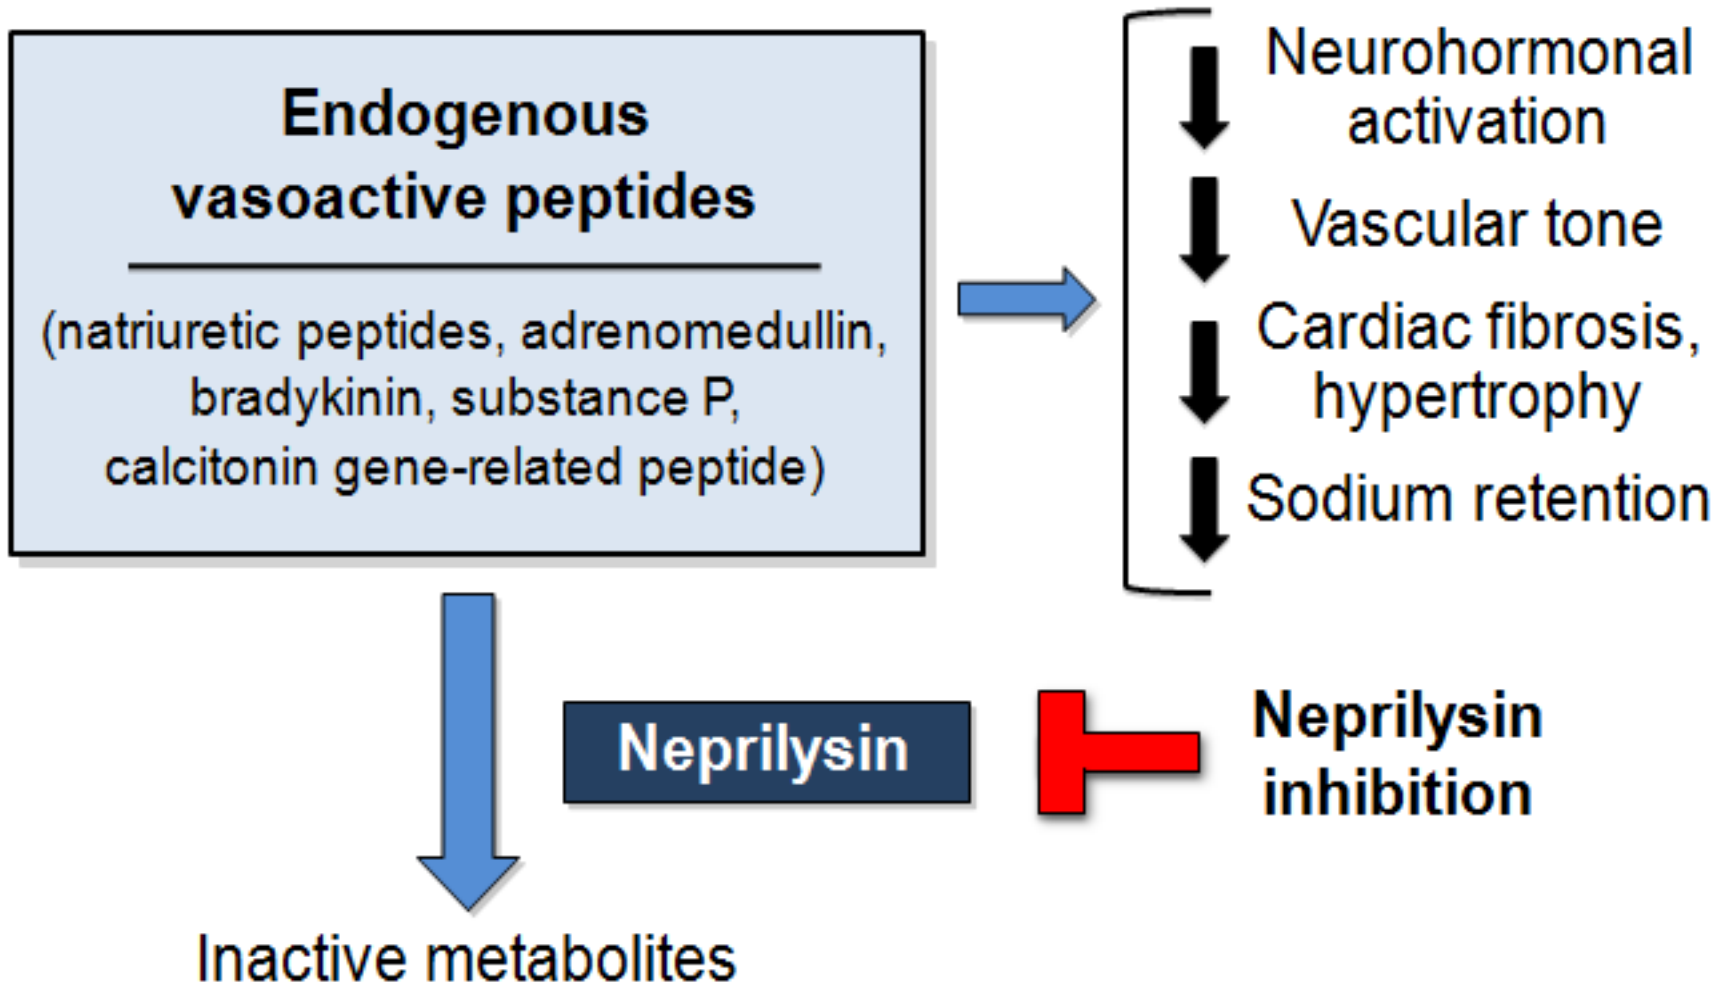 Endogenous
vasoactive peptides
(natriuretic peptides, adrenomedullin,
bradykinin, substance P,
calcitonin gene-related peptide)
Neurohormonal
activation
Vascular tone
Cardiac fibrosis,
hypertrophy
Sodium retention
Neprilysin
Neprilysin
inhibition
Inactive metabolites